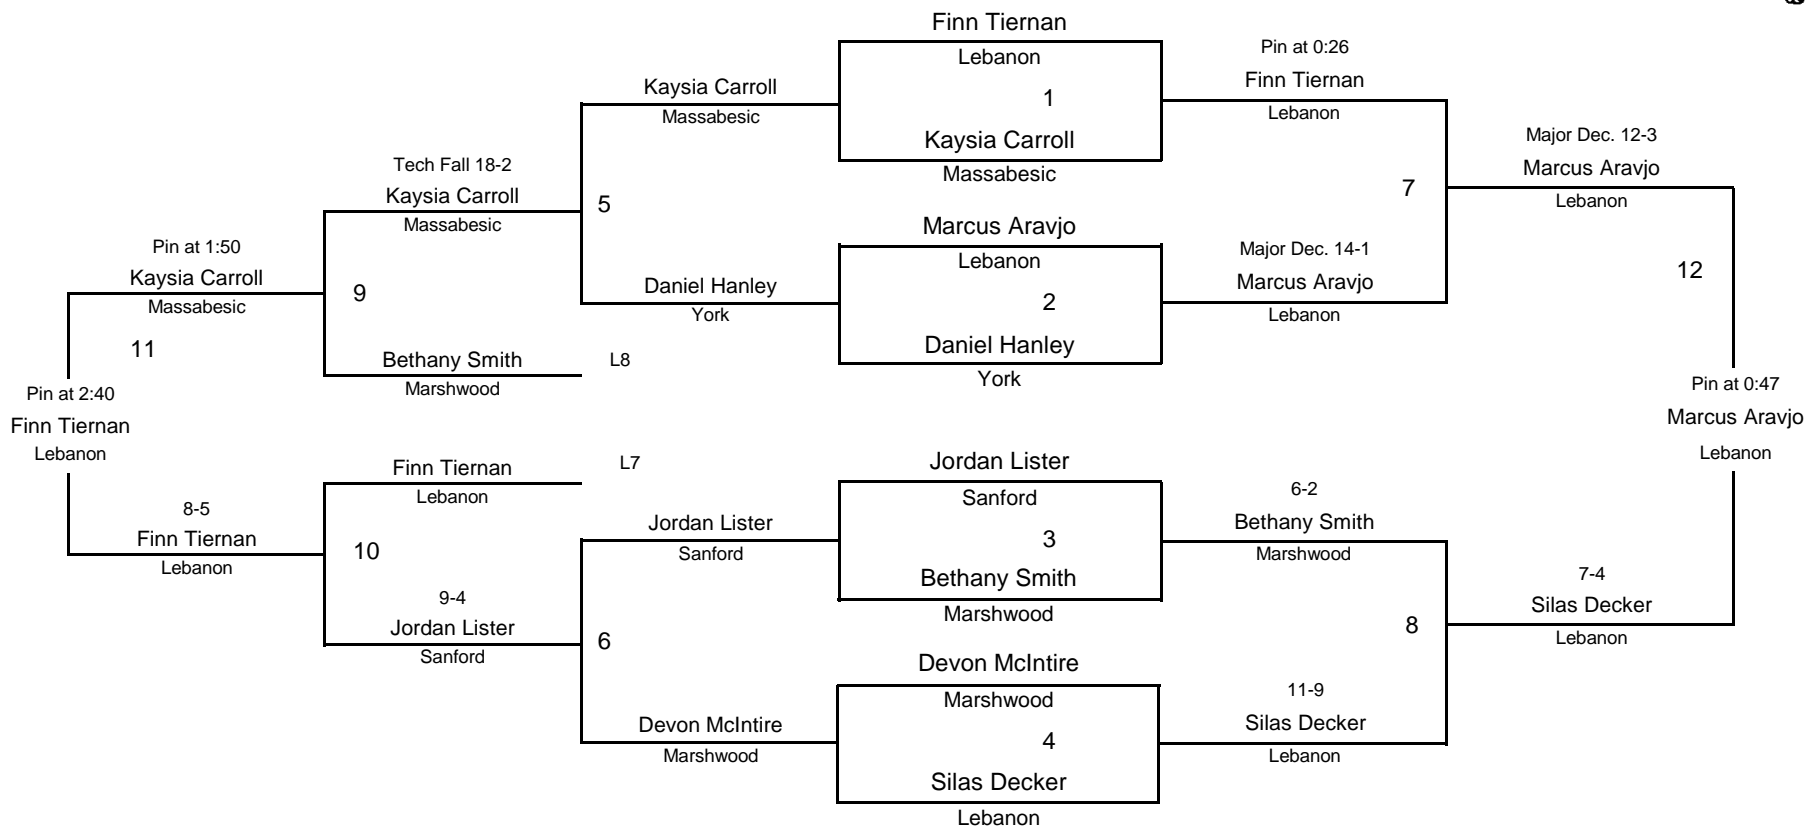 Finn Tiernan
Lebanon
1
Kaysia Carroll
Massabesic
Pin at 0:26
Finn Tiernan
Lebanon
Kaysia Carroll
Massabesic
Tech Fall 18-2
Kaysia Carroll
Massabesic
5
Marcus Aravjo
Lebanon
2
Daniel Hanley
York
Major Dec. 14-1
Marcus Aravjo
Lebanon
7
Major Dec. 12-3
Marcus Aravjo
Lebanon
12
Daniel Hanley
York
Pin at 1:50
Kaysia Carroll
Massabesic
9
Bethany Smith
Marshwood
L8
11
Pin at 2:40
Finn Tiernan
Lebanon
Pin at 0:47
Marcus Aravjo
Lebanon
Finn Tiernan
Lebanon
L7
8-5
Finn Tiernan
Lebanon
10
9-4
Jordan Lister
Sanford
6
Jordan Lister
Sanford
Jordan Lister
Sanford
3
Bethany Smith
Marshwood
6-2
Bethany Smith
Marshwood
8
7-4
Silas Decker
Lebanon
Devon McIntire
Marshwood
Devon McIntire
Marshwood
4
Silas Decker
Lebanon
11-9
Silas Decker
Lebanon